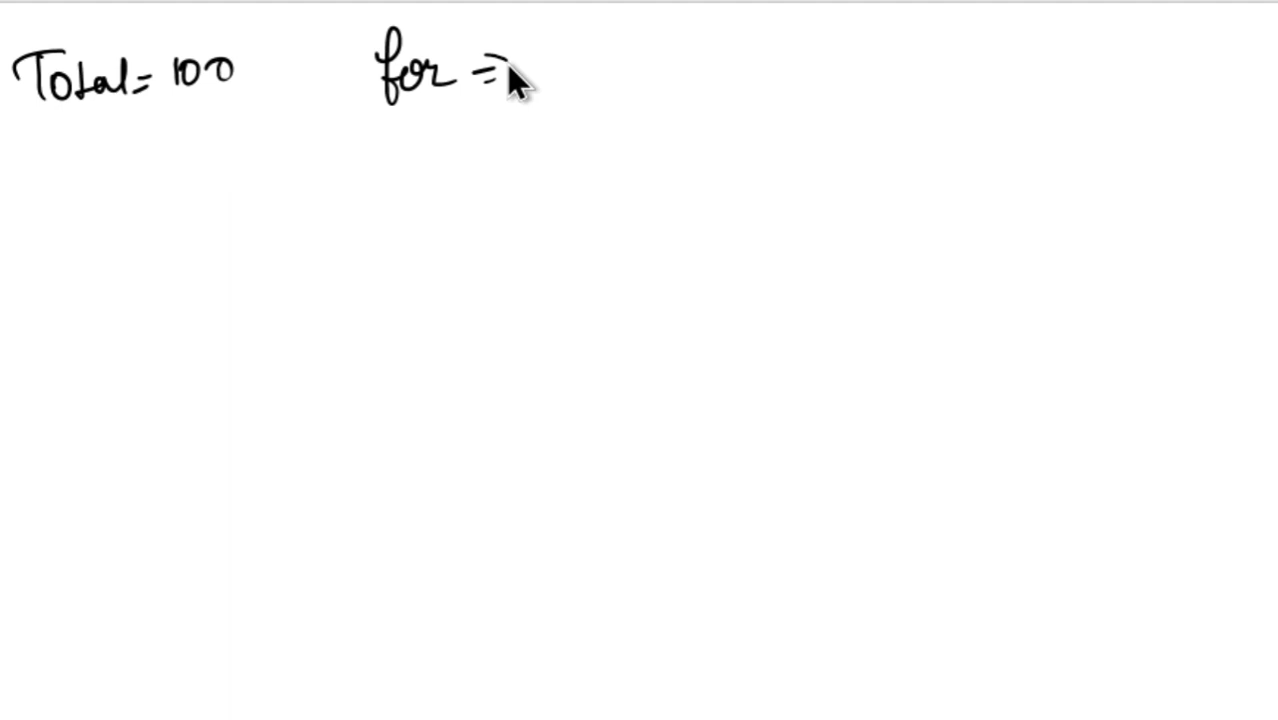 Total = 100 for =